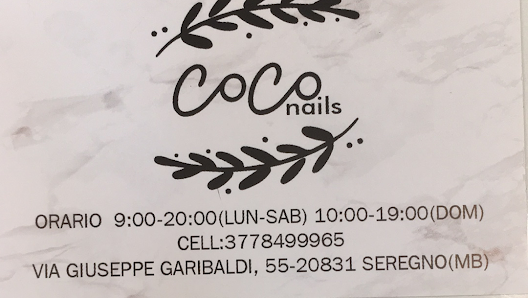 CoCo
nails
ORARIO 9:00-20:00(LUN-SAB) 10:00-19:00(DOM)
CELL:3778499965
VIA GIUSEPPE GARIBALDI, 55-20831 SEREGNO(MB)